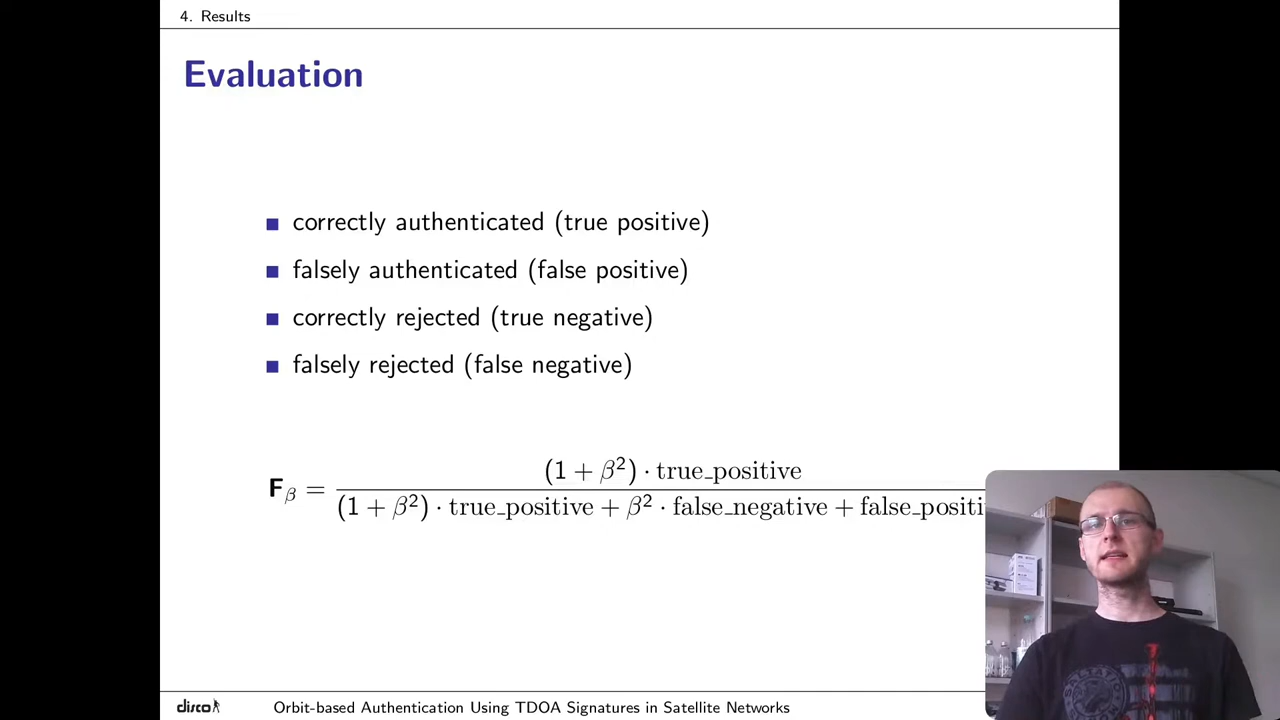 4. Results
Evaluation
correctly authenticated (true positive)
falsely authenticated (false positive)
correctly rejected (true negative)
falsely rejected (false negative)
(1 + β²) · true_positive
F_β =
(1 + β²) · true_positive + β² · false_negative + false_positi
disco
Orbit-based Authentication Using TDOA Signatures in Satellite Networks